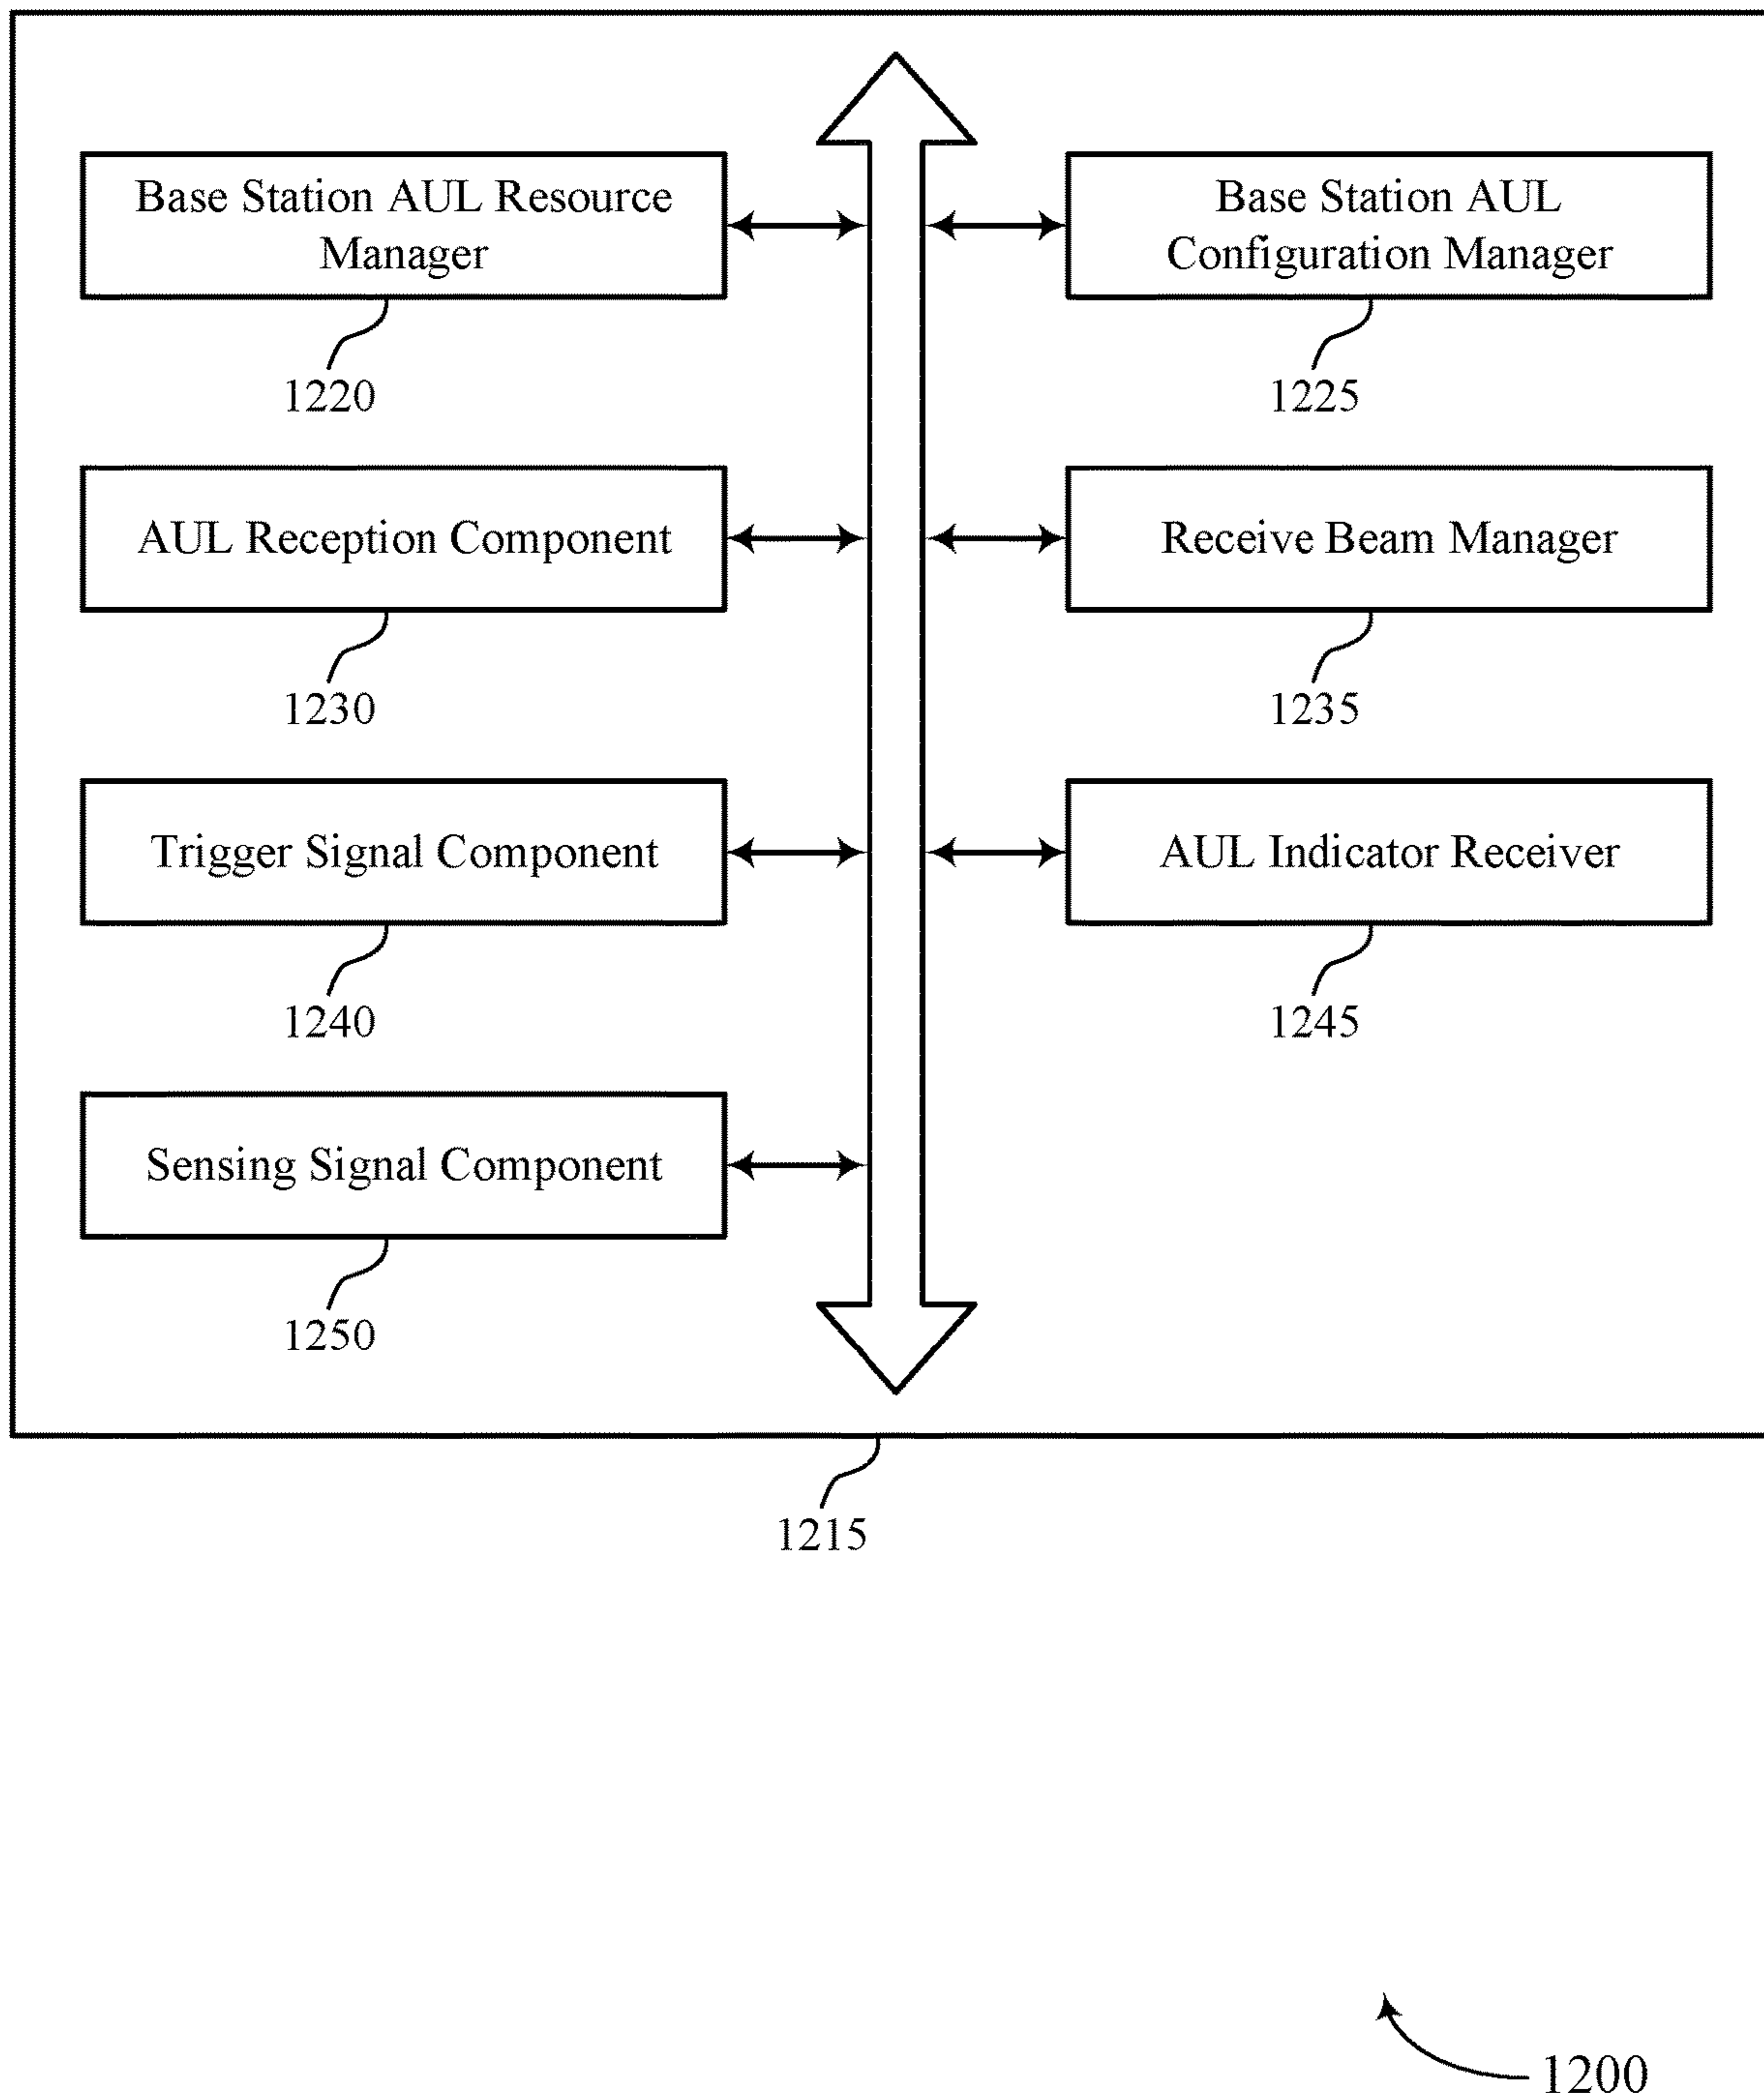 Base Station AUL Resource
Manager
1220
Base Station AUL
Configuration Manager
1225
AUL Reception Component
1230
Receive Beam Manager
1235
Trigger Signal Component
1240
AUL Indicator Receiver
1245
Sensing Signal Component
1250
1215
1200